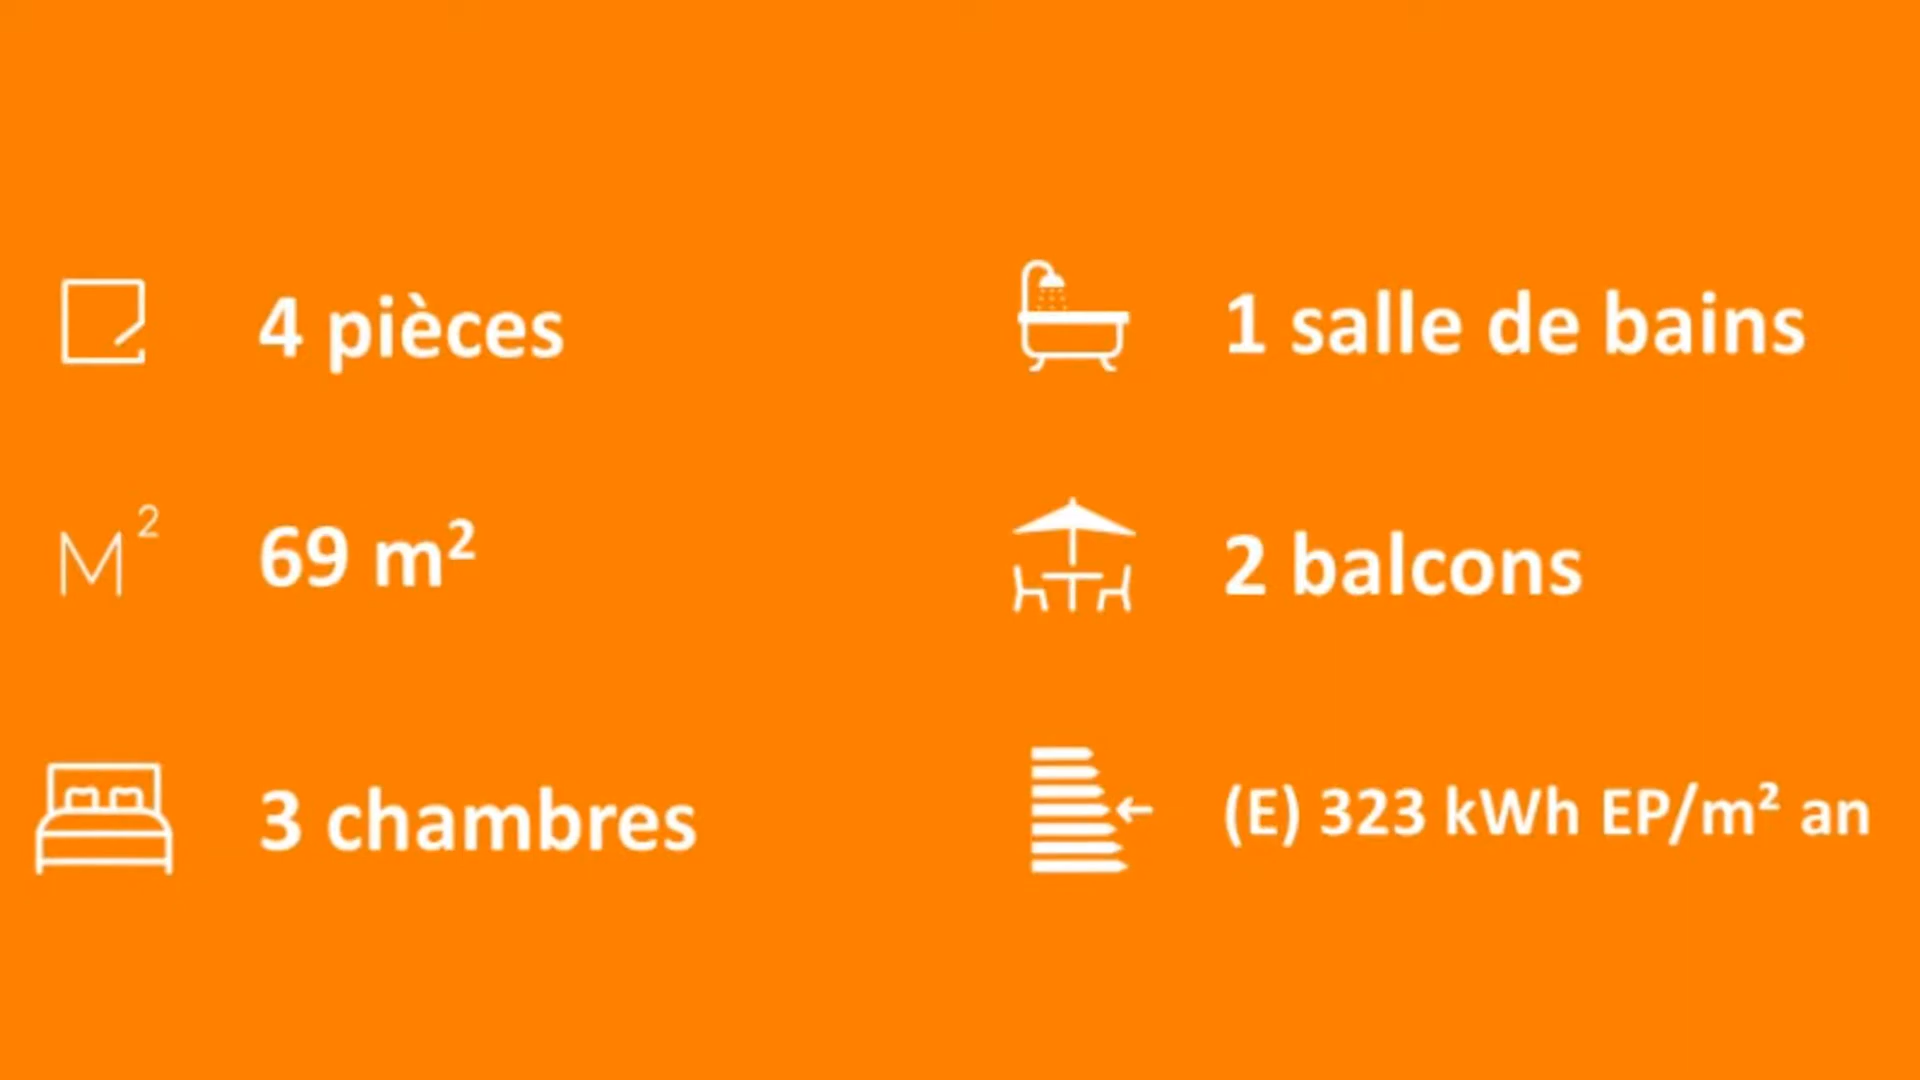 4 pièces
M²
69 m²
3 chambres
1 salle de bains
2 balcons
(E) 323 kWh EP/m² an